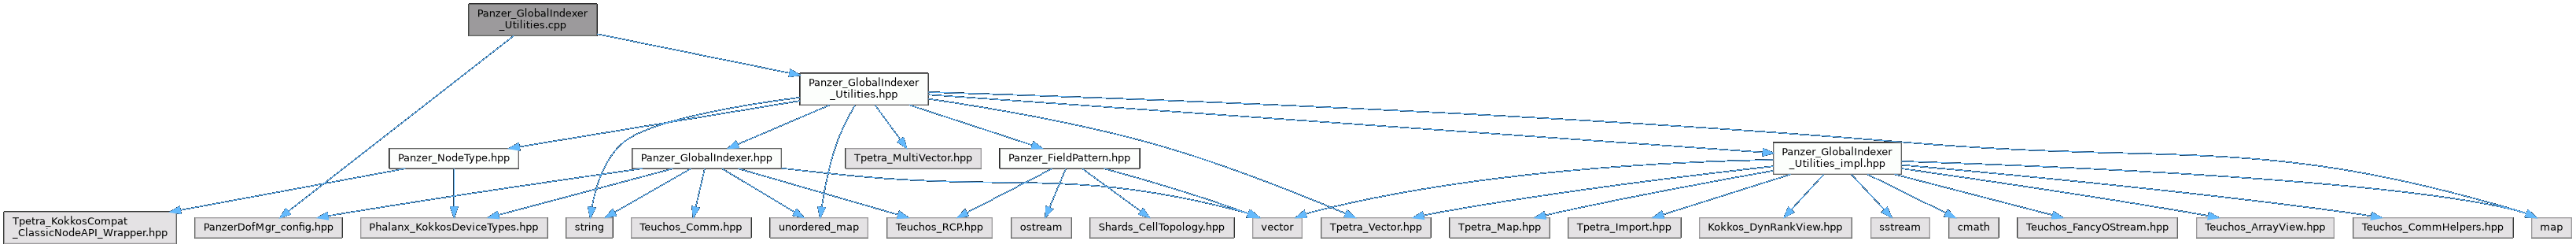 Panzer_GlobalIndexer
_Utilities.cpp
Panzer_GlobalIndexer
_Utilities.hpp
Panzer_NodeType.hpp
Panzer_GlobalIndexer.hpp
Tpetra_MultiVector.hpp
Panzer_FieldPattern.hpp
Panzer_GlobalIndexer
_Utilities_impl.hpp
Tpetra_KokkosCompat
_ClassicNodeAPI_Wrapper.hpp
PanzerDofMgr_config.hpp
Phalanx_KokkosDeviceTypes.hpp
string
Teuchos_Comm.hpp
unordered_map
Teuchos_RCP.hpp
ostream
Shards_CellTopology.hpp
vector
Tpetra_Vector.hpp
Tpetra_Map.hpp
Tpetra_Import.hpp
Kokkos_DynRankView.hpp
sstream
cmath
Teuchos_FancyOStream.hpp
Teuchos_ArrayView.hpp
Teuchos_CommHelpers.hpp
map